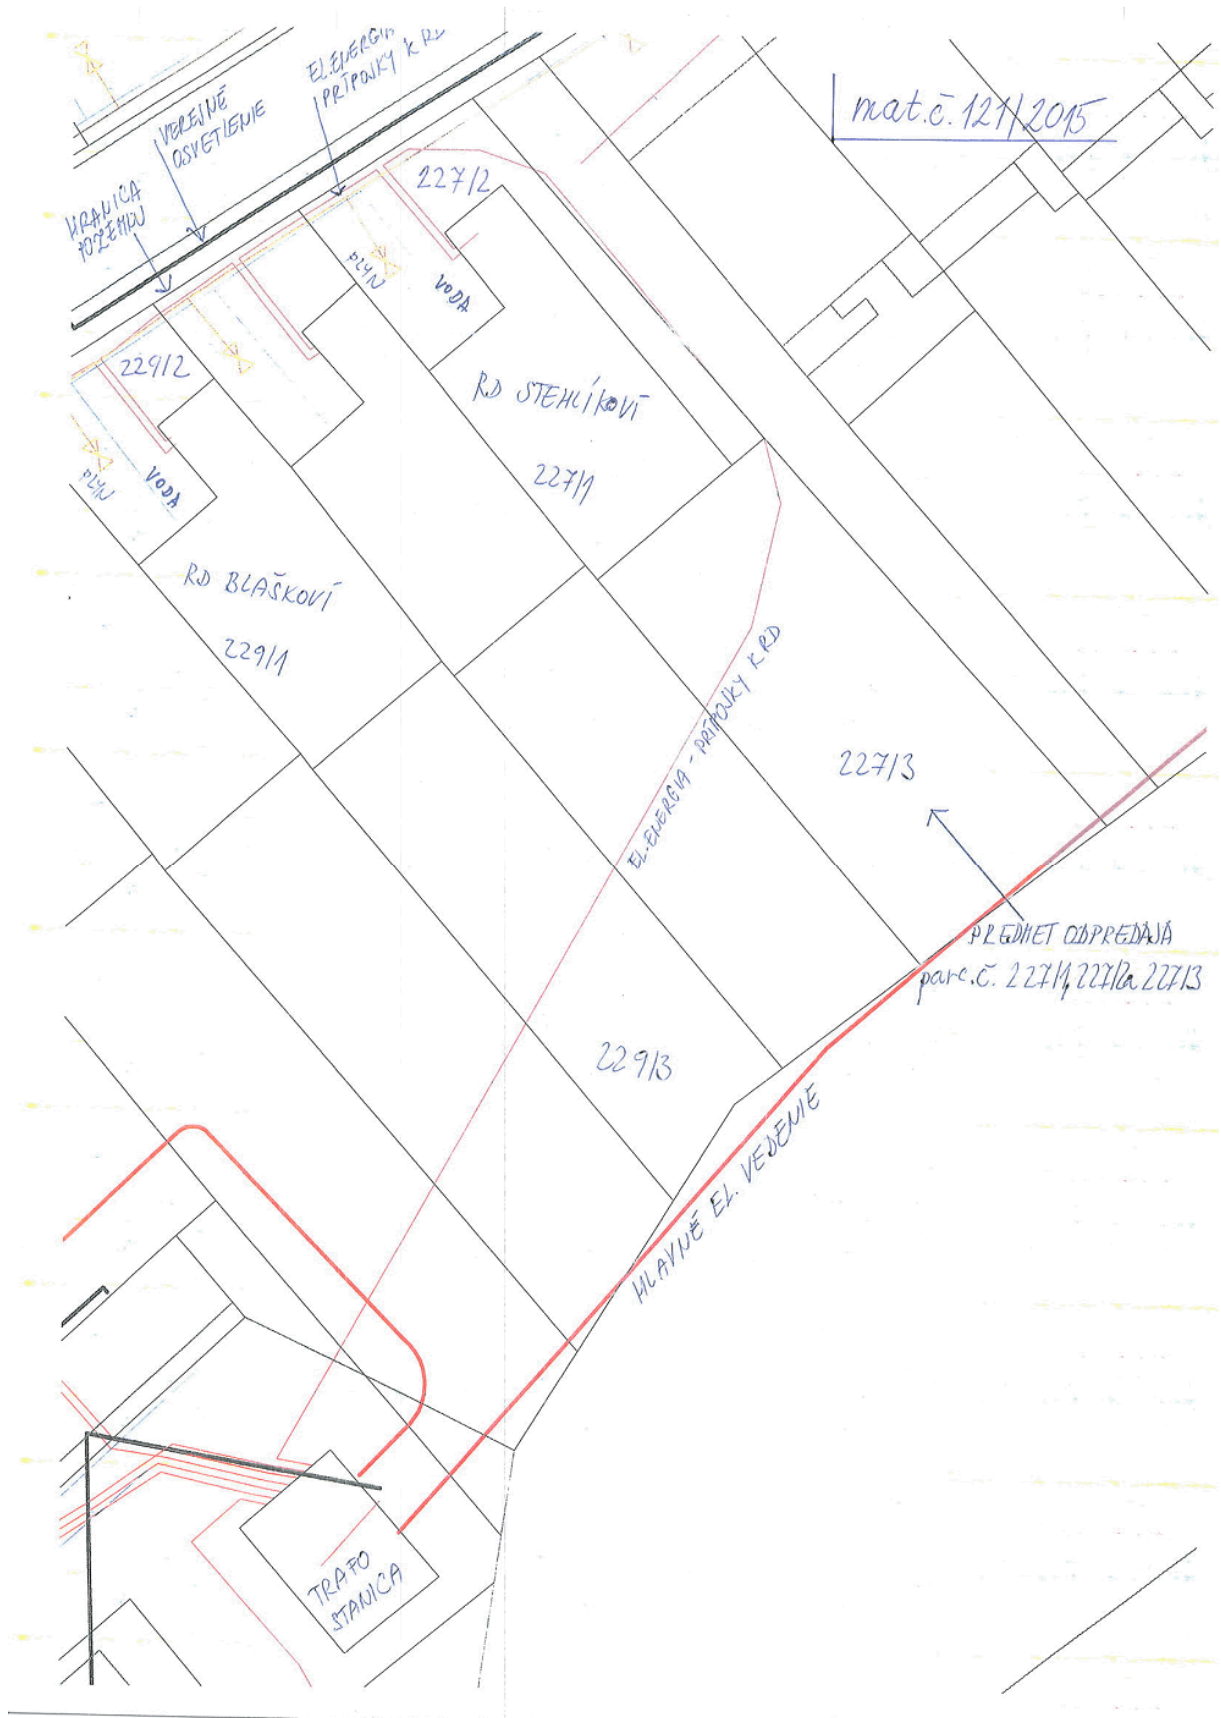 EL.ENERGIA
PRÍPOJKY K RD
VEREJNÉ
OSVETLENIE
mat.č. 121/2015
HRANICA
POZEMKU
227/2
PLYN
VODA
229/2
RD STEHLÍKOVÍ
227/1
PLYN
VODA
RD BLAŠKOVÍ
229/1
EL.ENERGIA - PRÍPOJKY K RD
227/3
PREDMET ODPREDAJA
parc.č. 227/1, 227/2a 227/3
229/3
HLAVNÉ EL. VEDENIE
TRAFO
STANICA